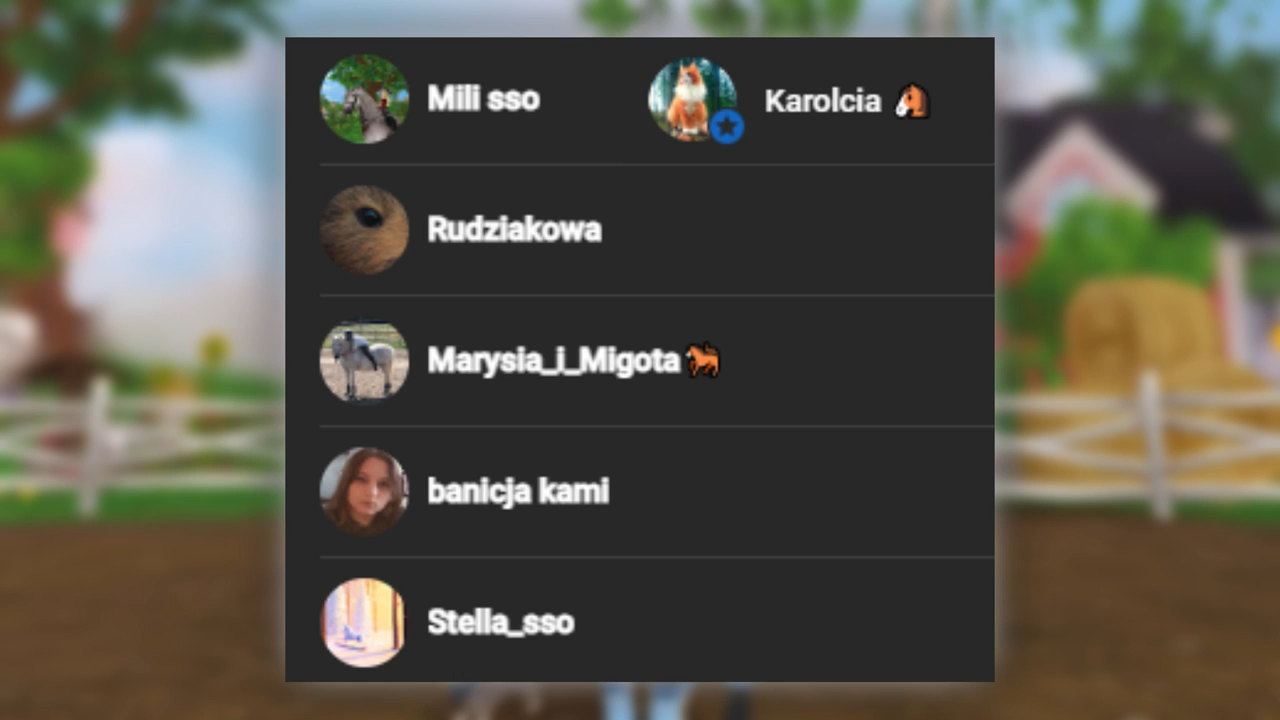 Mili sso
Karolcia
Rudziakowa
Marysia_i_Migota
banicja kami
Stella_sso